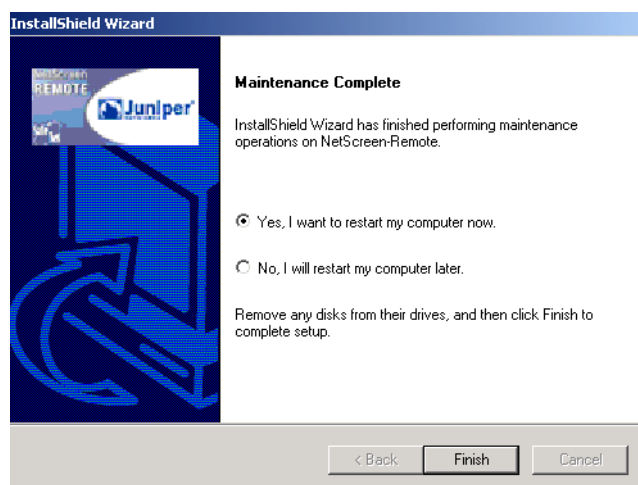 InstallShield Wizard
NetScreen
REMOTE
Juniper
Maintenance Complete
InstallShield Wizard has finished performing maintenance
operations on NetScreen-Remote.
Yes, I want to restart my computer now.
No, I will restart my computer later.
Remove any disks from their drives, and then click Finish to
complete setup.
< Back
Finish
Cancel